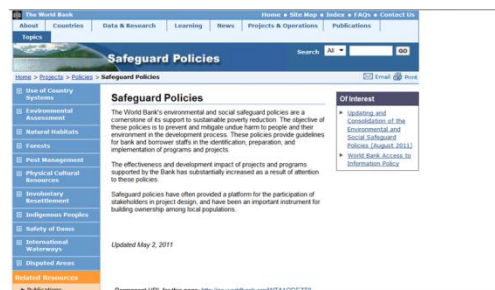 The World Bank
Home • Site Map • Index • FAQs • Contact Us
About Countries Data & Research Learning News Projects & Operations Publications
Topics
Safeguard Policies
Search All GO
Home > Projects > Policies > Safeguard Policies
Email Print
Use of Country
Systems
Environmental
Assessment
Natural Habitats
Forests
Pest Management
Physical Cultural
Resources
Involuntary
Resettlement
Indigenous Peoples
Safety of Dams
International
Waterways
Disputed Areas
Related Resources
Publications
Safeguard Policies
The World Bank's environmental and social safeguard policies are a
cornerstone of its support to sustainable poverty reduction. The objective of
these policies is to prevent and mitigate undue harm to people and their
environment in the development process. These policies provide guidelines
for bank and borrower staffs in the identification, preparation, and
implementation of programs and projects.
The effectiveness and development impact of projects and programs
supported by the Bank has substantially increased as a result of attention
to these policies.
Safeguard policies have often provided a platform for the participation of
stakeholders in project design, and have been an important instrument for
building ownership among local populations.
Updated May 2, 2011
Permanent URL for this page:
Of Interest
Updating and
Consolidation of the
Environmental and
Social Safeguard
Policies (August 2011)
World Bank Access to
Information Policy